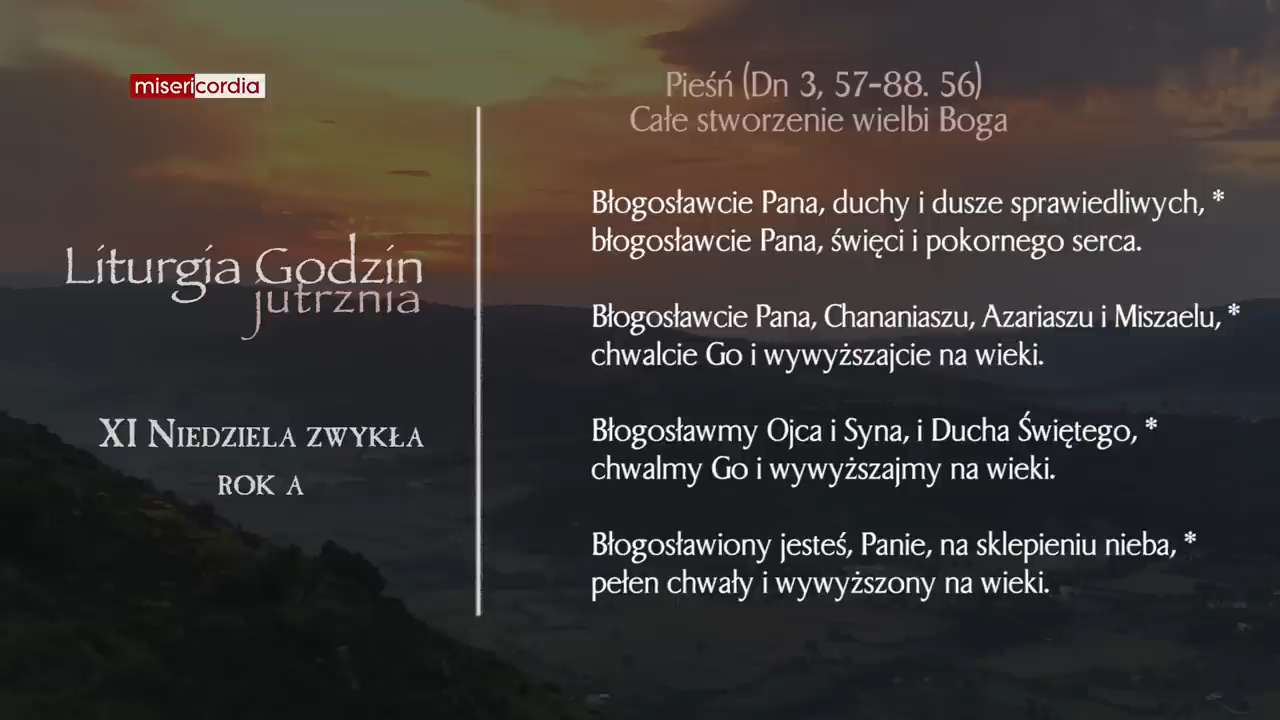 misericordia
Liturgia Godzin
jutrznia
XI Niedziela zwykła
rok A
Pieśń (Dn 3, 57-88. 56)
Całe stworzenie wielbi Boga
Błogosławcie Pana, duchy i dusze sprawiedliwych, *
błogosławcie Pana, święci i pokornego serca.
Błogosławcie Pana, Chananiaszu, Azariaszu i Miszaelu, *
chwalcie Go i wywyższajcie na wieki.
Błogosławmy Ojca i Syna, i Ducha Świętego, *
chwalmy Go i wywyższajmy na wieki.
Błogosławiony jesteś, Panie, na sklepieniu nieba, *
pełen chwały i wywyższony na wieki.